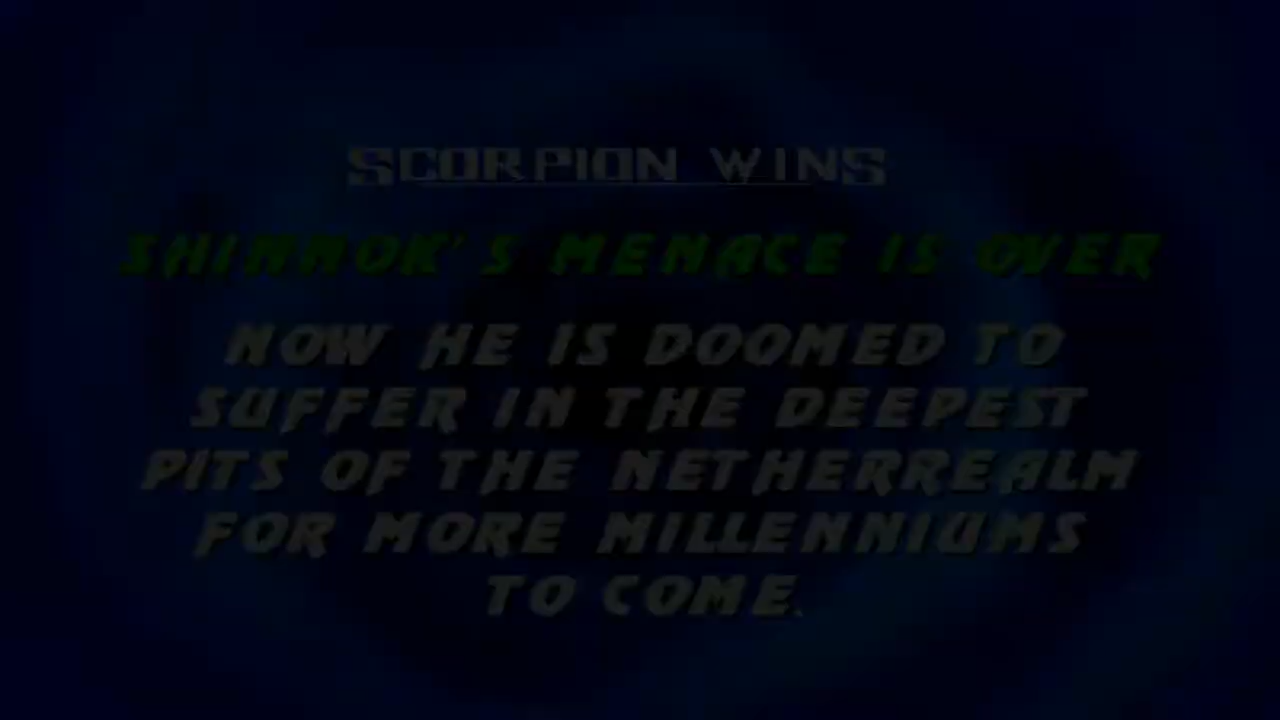 SCORPION WINS
SHINNOK'S MENACE IS OVER
NOW HE IS DOOMED TO
SUFFER IN THE DEEPEST
PITS OF THE NETHERREALM
FOR MORE MILLENNIUMS
TO COME.